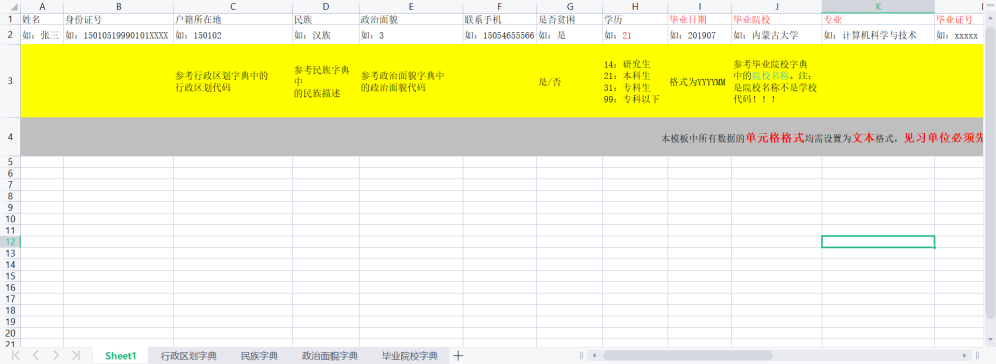 A B C D E F G H I J K
1 姓名 身份证号 户籍所在地 民族 政治面貌 联系手机 是否贫困 学历 毕业日期 毕业院校 专业 毕业证号
2 如：张三 如：15010519990101XXXX 如：150102 如：汉族 如：3 如：15054655566 如：是 如：21 如：201907 如：内蒙古大学 如：计算机科学与技术 如：xxxxx
3
参考行政区划字典中的
行政区划代码
参考民族字典
中
的民族描述
参考政治面貌字典中
的政治面貌代码
是/否
14：研究生
21：本科生
31：专科生
99：专科以下
格式为YYYYMM
参考毕业院校字典
中的院校名称。注：
是院校名称不是学校
代码！！！
4 本模板中所有数据的单元格格式均需设置为文本格式，见习单位必须先
5
6
7
8
9
10
11
12
13
14
15
16
17
18
19
20
21
Sheet1 行政区划字典 民族字典 政治面貌字典 毕业院校字典